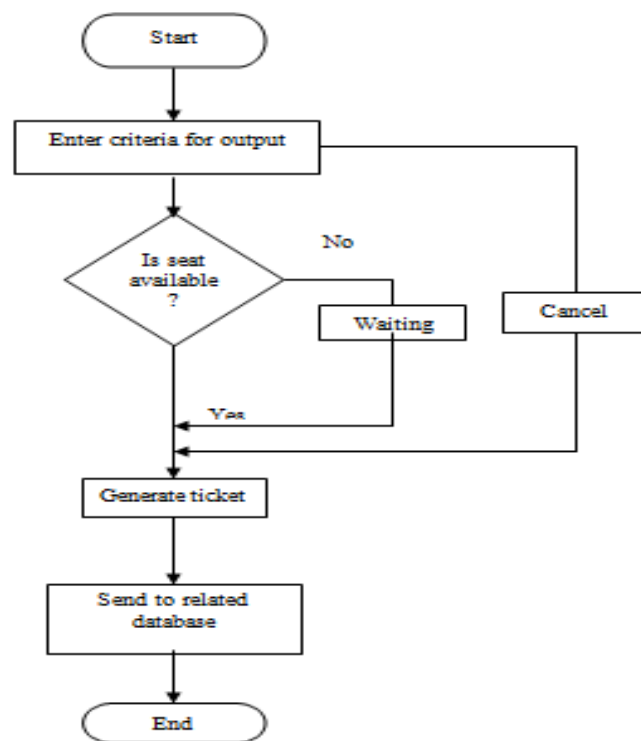 Start
Enter criteria for output
Is seat
available
?
No
Waiting
Cancel
Yes
Generate ticket
Send to related
database
End